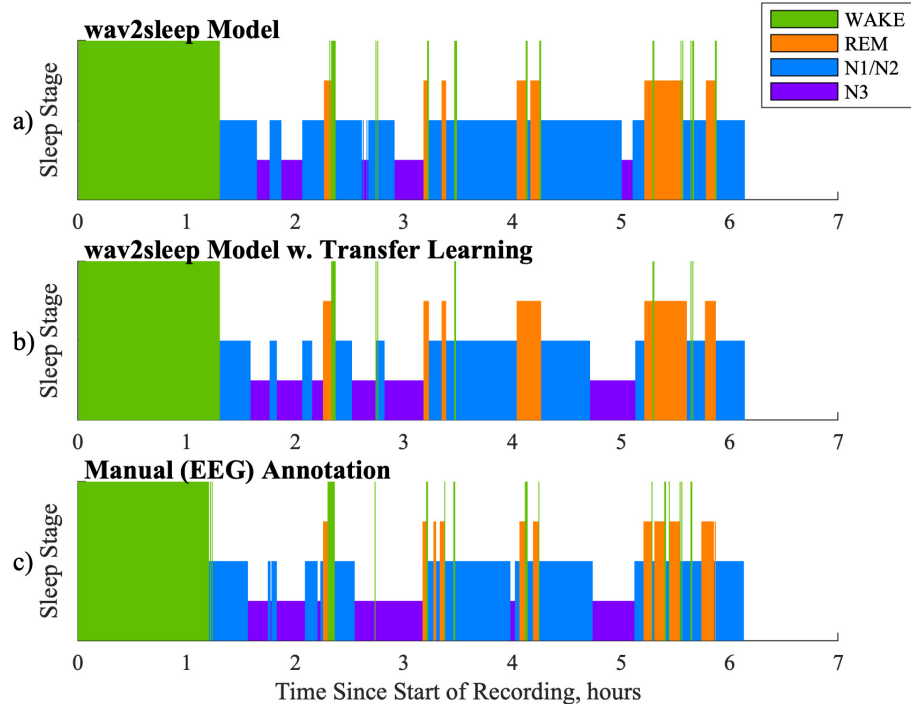 wav2sleep Model
WAKE
REM
N1/N2
N3
a)
Sleep Stage
0 1 2 3 4 5 6 7
wav2sleep Model w. Transfer Learning
b)
Sleep Stage
0 1 2 3 4 5 6 7
Manual (EEG) Annotation
c)
Sleep Stage
0 1 2 3 4 5 6 7
Time Since Start of Recording, hours